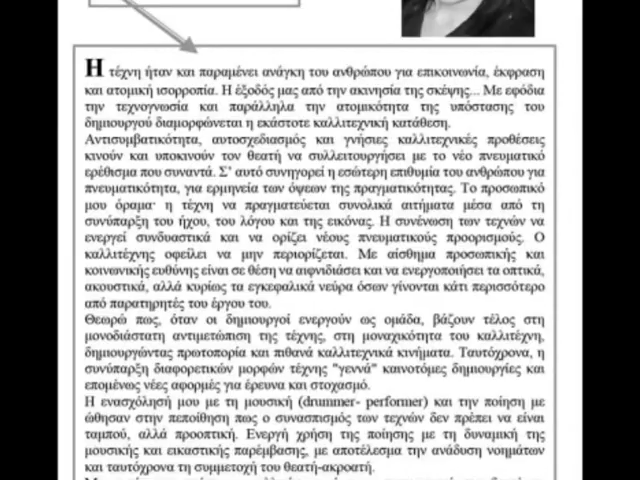 Η τέχνη ήταν και παραμένει ανάγκη του ανθρώπου για επικοινωνία, έκφραση
και ατομική ισορροπία. Η έξοδός μας από την ακινησία της σκέψης... Με εφόδια
την τεχνογνωσία και παράλληλα την ατομικότητα της υπόστασης του
δημιουργού διαμορφώνεται η εκάστοτε καλλιτεχνική κατάθεση.
Αντισυμβατικότητα, αυτοσχεδιασμός και γνήσιες καλλιτεχνικές προθέσεις
κινούν και υποκινούν τον θεατή να συλλειτουργήσει με το νέο πνευματικό
ερέθισμα που συναντά. Σ' αυτό συνηγορεί η εσώτερη επιθυμία του ανθρώπου για
πνευματικότητα, για ερμηνεία των όψεων της πραγματικότητας. Το προσωπικό
μου όραμα· η τέχνη να πραγματεύεται συνολικά αιτήματα μέσα από τη
συνύπαρξη του ήχου, του λόγου και της εικόνας. Η συνένωση των τεχνών να
ενεργεί συνδυαστικά και να ορίζει νέους πνευματικούς προορισμούς. Ο
καλλιτέχνης οφείλει να μην περιορίζεται. Με αίσθημα προσωπικής και
κοινωνικής ευθύνης είναι σε θέση να αιφνιδιάσει και να ενεργοποιήσει τα οπτικά,
ακουστικά, αλλά κυρίως τα εγκεφαλικά νεύρα όσων γίνονται κάτι περισσότερο
από παρατηρητές του έργου του.
Θεωρώ πως, όταν οι δημιουργοί ενεργούν ως ομάδα, βάζουν τέλος στη
μονοδιάστατη αντιμετώπιση της τέχνης, στη μοναχικότητα του καλλιτέχνη,
δημιουργώντας πρωτοπορία και πιθανά καλλιτεχνικά κινήματα. Ταυτόχρονα, η
συνύπαρξη διαφορετικών μορφών τέχνης "γεννά" καινοτόμες δημιουργίες και
επομένως νέες αφορμές για έρευνα και στοχασμό.
Η ενασχόλησή μου με τη μουσική (drummer- performer) και την ποίηση με
ώθησαν στην πεποίθηση πως ο συνασπισμός των τεχνών δεν πρέπει να είναι
ταμπού, αλλά προοπτική. Ενεργή χρήση της ποίησης με τη δυναμική της
μουσικής και εικαστικής παρέμβασης, με αποτέλεσμα την ανάδυση νοημάτων
και ταυτόχρονα τη συμμετοχή του θεατή-ακροατή.